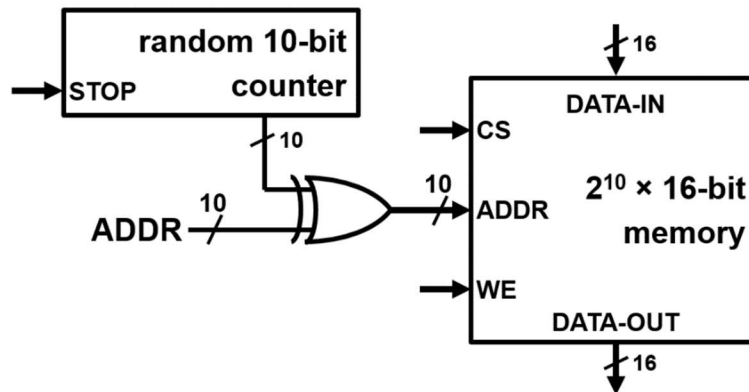 random 10-bit
counter
STOP
10
16
DATA-IN
CS
10
10
ADDR
ADDR
2¹⁰ × 16-bit
memory
WE
DATA-OUT
16